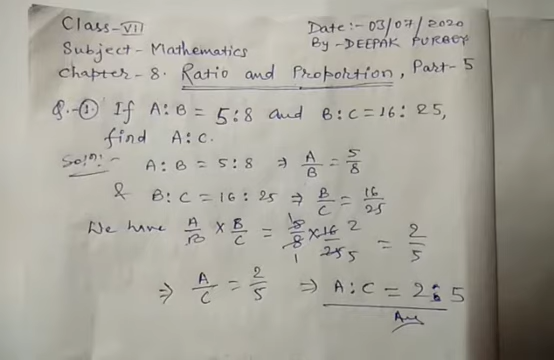 Class-VII Date:- 03/07/2020
Subject- Mathematics By - DEEPAK PURBEY
Chapter-8. Ratio and Proportion, Part-5
Q.-① If A:B = 5:8 and B:C = 16:25,
find A:C.
Soln:- A:B = 5:8 ⇒ A/B = 5/8
& B:C = 16:25 ⇒ B/C = 16/25
We have A/B × B/C = 5/8 × 16/25 = 2/5
⇒ A/C = 2/5 ⇒ A:C = 2:5
Ans